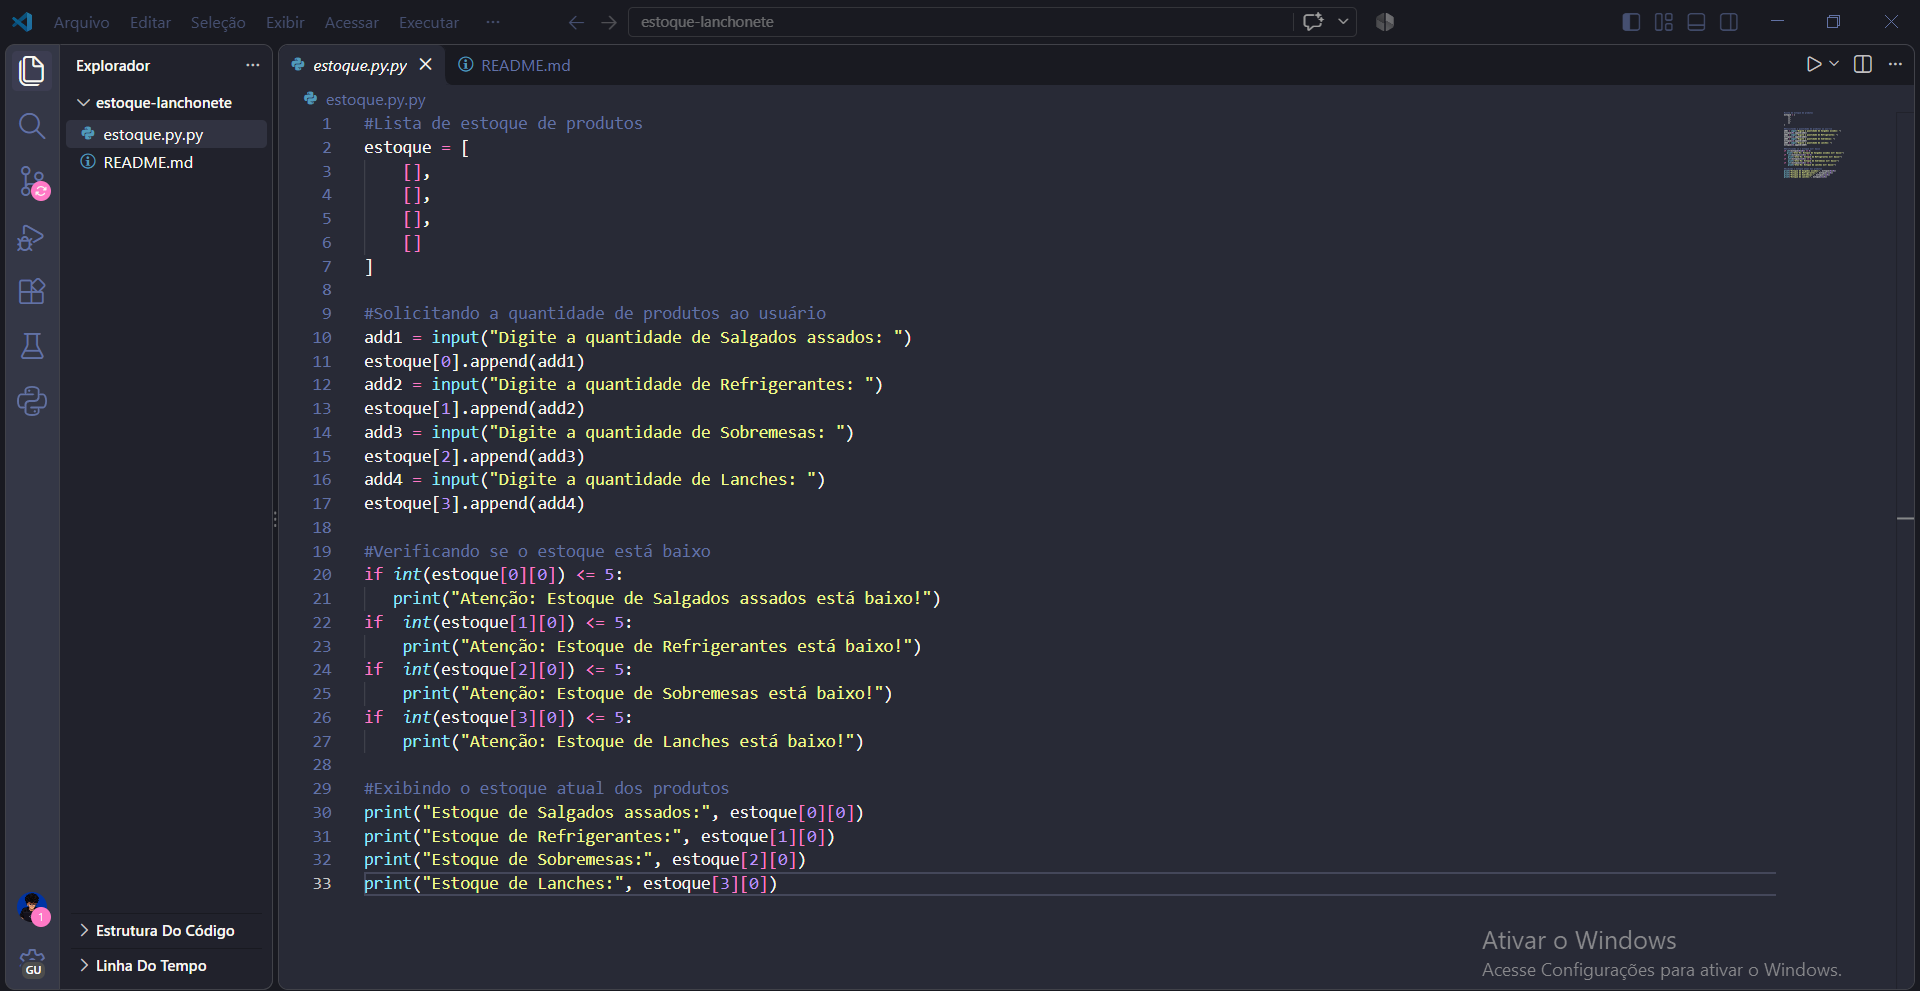 Arquivo Editar Seleção Exibir Acessar Executar ··· estoque-lanchonete
Explorador ···
estoque-lanchonete
estoque.py.py
README.md
Estrutura Do Código
Linha Do Tempo
1
GU
estoque.py.py README.md
estoque.py.py
1 #Lista de estoque de produtos
2 estoque = [
3     [],
4     [],
5     [],
6     []
7 ]
8
9 #Solicitando a quantidade de produtos ao usuário
10 add1 = input("Digite a quantidade de Salgados assados: ")
11 estoque[0].append(add1)
12 add2 = input("Digite a quantidade de Refrigerantes: ")
13 estoque[1].append(add2)
14 add3 = input("Digite a quantidade de Sobremesas: ")
15 estoque[2].append(add3)
16 add4 = input("Digite a quantidade de Lanches: ")
17 estoque[3].append(add4)
18
19 #Verificando se o estoque está baixo
20 if int(estoque[0][0]) <= 5:
21    print("Atenção: Estoque de Salgados assados está baixo!")
22 if  int(estoque[1][0]) <= 5:
23     print("Atenção: Estoque de Refrigerantes está baixo!")
24 if  int(estoque[2][0]) <= 5:
25     print("Atenção: Estoque de Sobremesas está baixo!")
26 if  int(estoque[3][0]) <= 5:
27     print("Atenção: Estoque de Lanches está baixo!")
28
29 #Exibindo o estoque atual dos produtos
30 print("Estoque de Salgados assados:", estoque[0][0])
31 print("Estoque de Refrigerantes:", estoque[1][0])
32 print("Estoque de Sobremesas:", estoque[2][0])
33 print("Estoque de Lanches:", estoque[3][0])
Ativar o Windows
Acesse Configurações para ativar o Windows.